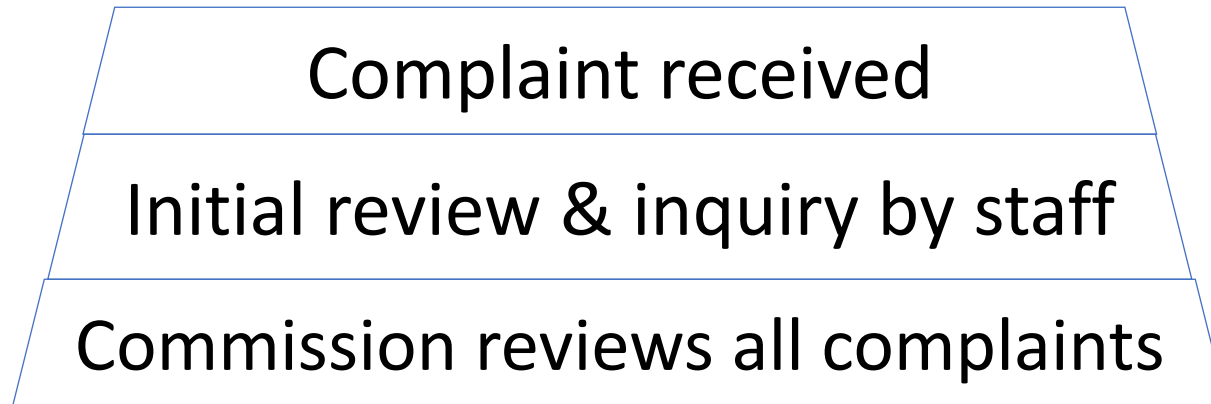 Complaint received
Initial review & inquiry by staff
Commission reviews all complaints